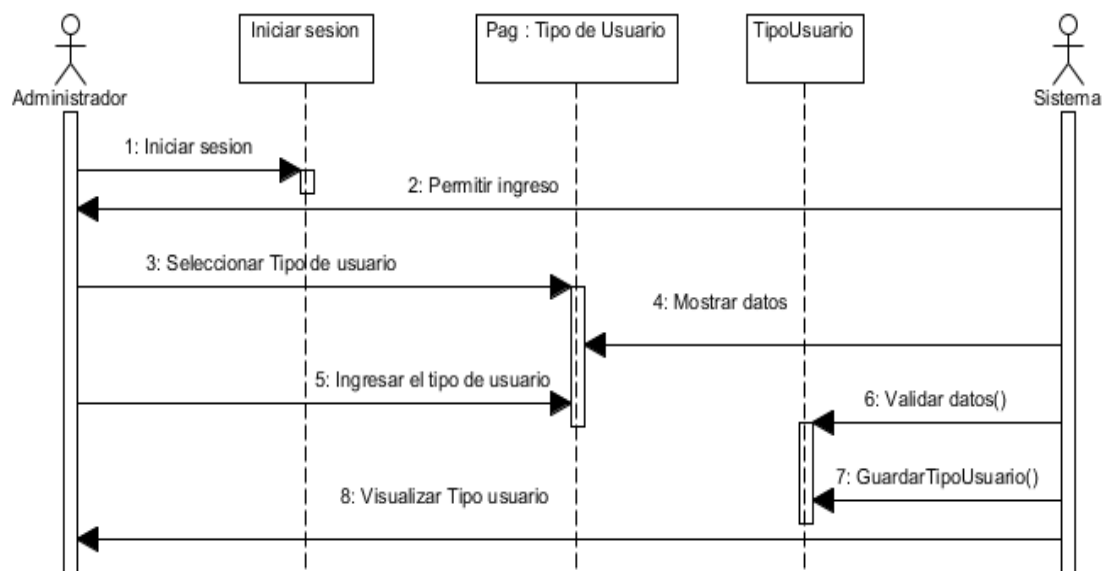 Iniciar sesion
Pag : Tipo de Usuario
TipoUsuario
Administrador
Sistema
1: Iniciar sesion
2: Permitir ingreso
3: Seleccionar Tipo de usuario
4: Mostrar datos
5: Ingresar el tipo de usuario
6: Validar datos()
7: GuardarTipoUsuario()
8: Visualizar Tipo usuario